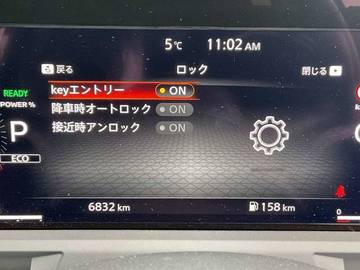 5℃ 11:02 AM
戻る ロック 閉じる
READY
POWER %
keyエントリー ON
降車時オートロック ON
接近時アンロック ON
P
ECO
6832 km 158 km
0